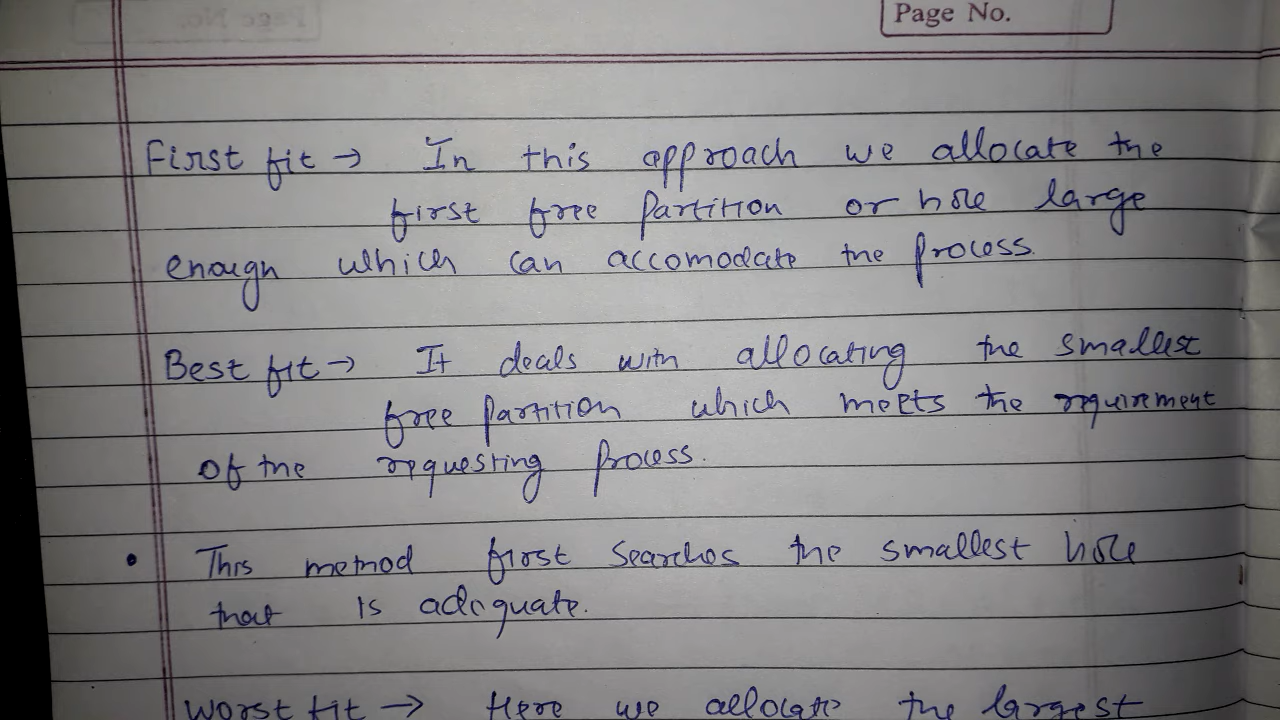 Page No.
First fit → In this approach we allocate the
first free partition or hole large
enough which can accomodate the process.
Best fit → It deals with allocating the smallest
free partition which meets the requirement
of the requesting process.
• This method first searches the smallest hole
that is adequate.
Worst fit → Here we allocate the largest